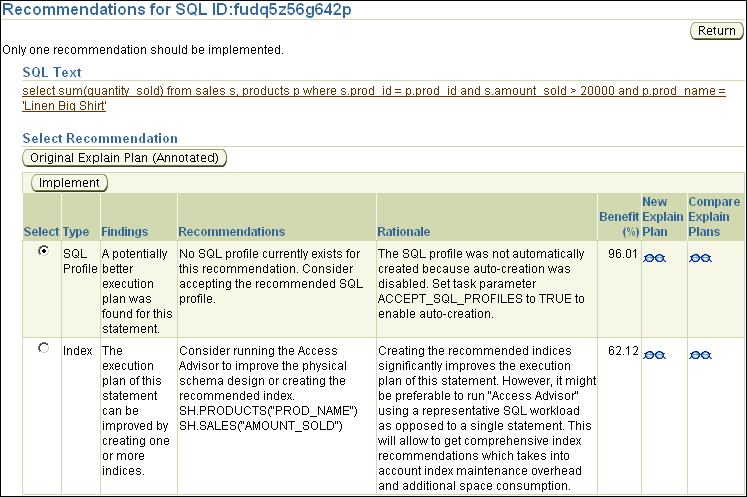 Recommendations for SQL ID:fudq5z56g642p
Return
Only one recommendation should be implemented.
SQL Text
select sum(quantity_sold) from sales s, products p where s.prod_id = p.prod_id and s.amount_sold > 20000 and p.prod_name =
'Linen Big Shirt'
Select Recommendation
Original Explain Plan (Annotated)
Implement
Select Type Findings Recommendations Rationale Benefit (%) New Explain Plan Compare Explain Plans
SQL Profile
A potentially
better
execution
plan was
found for this
statement.
No SQL profile currently exists for
this recommendation. Consider
accepting the recommended SQL
profile.
The SQL profile was not automatically
created because auto-creation was
disabled. Set task parameter
ACCEPT_SQL_PROFILES to TRUE to
enable auto-creation.
96.01
Index
The
execution
plan of this
statement
can be
improved by
creating one
or more
indices.
Consider running the Access
Advisor to improve the physical
schema design or creating the
recommended index.
SH.PRODUCTS("PROD_NAME")
SH.SALES("AMOUNT_SOLD")
Creating the recommended indices
significantly improves the execution
plan of this statement. However, it might
be preferable to run "Access Advisor"
using a representative SQL workload
as opposed to a single statement. This
will allow to get comprehensive index
recommendations which takes into
account index maintenance overhead
and additional space consumption.
62.12